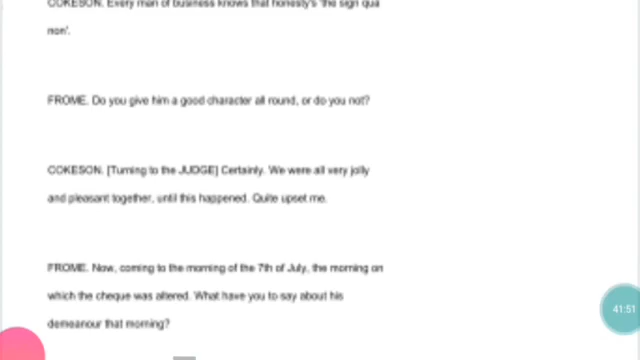 COKESON. Every man of business knows that honesty's 'the sign qua
non'.
FROME. Do you give him a good character all round, or do you not?
COKESON. [Turning to the JUDGE] Certainly. We were all very jolly
and pleasant together, until this happened. Quite upset me.
FROME. Now, coming to the morning of the 7th of July, the morning on
which the cheque was altered. What have you to say about his
demeanour that morning?
41:51